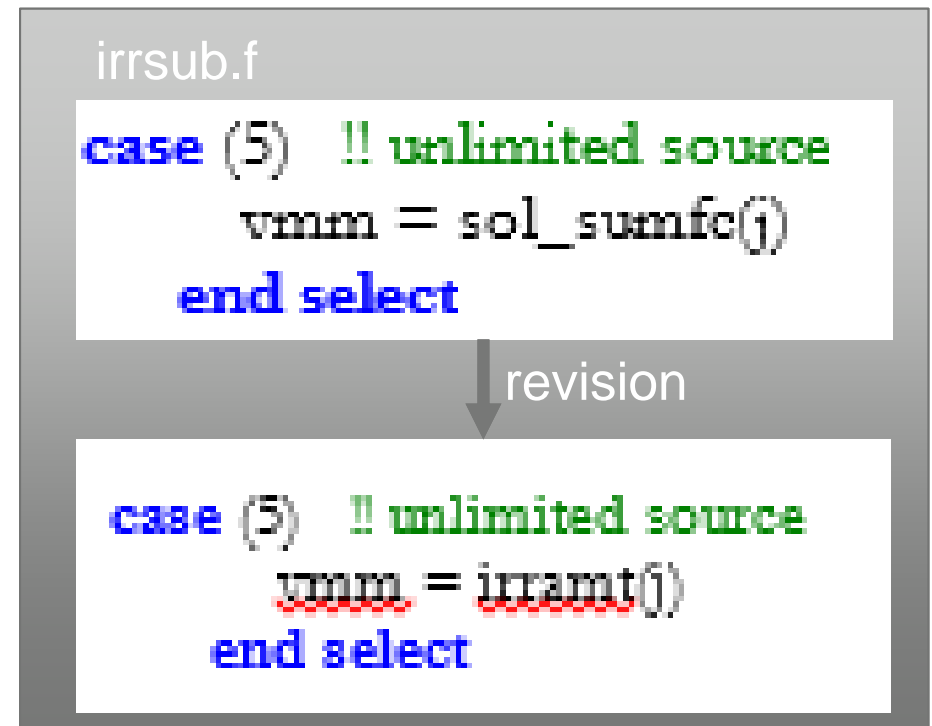 irrsub.f
case (5) !! unlimited source
vmm = sol_sumfc(j)
end select
revision
case (5) !! unlimited source
vmm = irramt(j)
end select